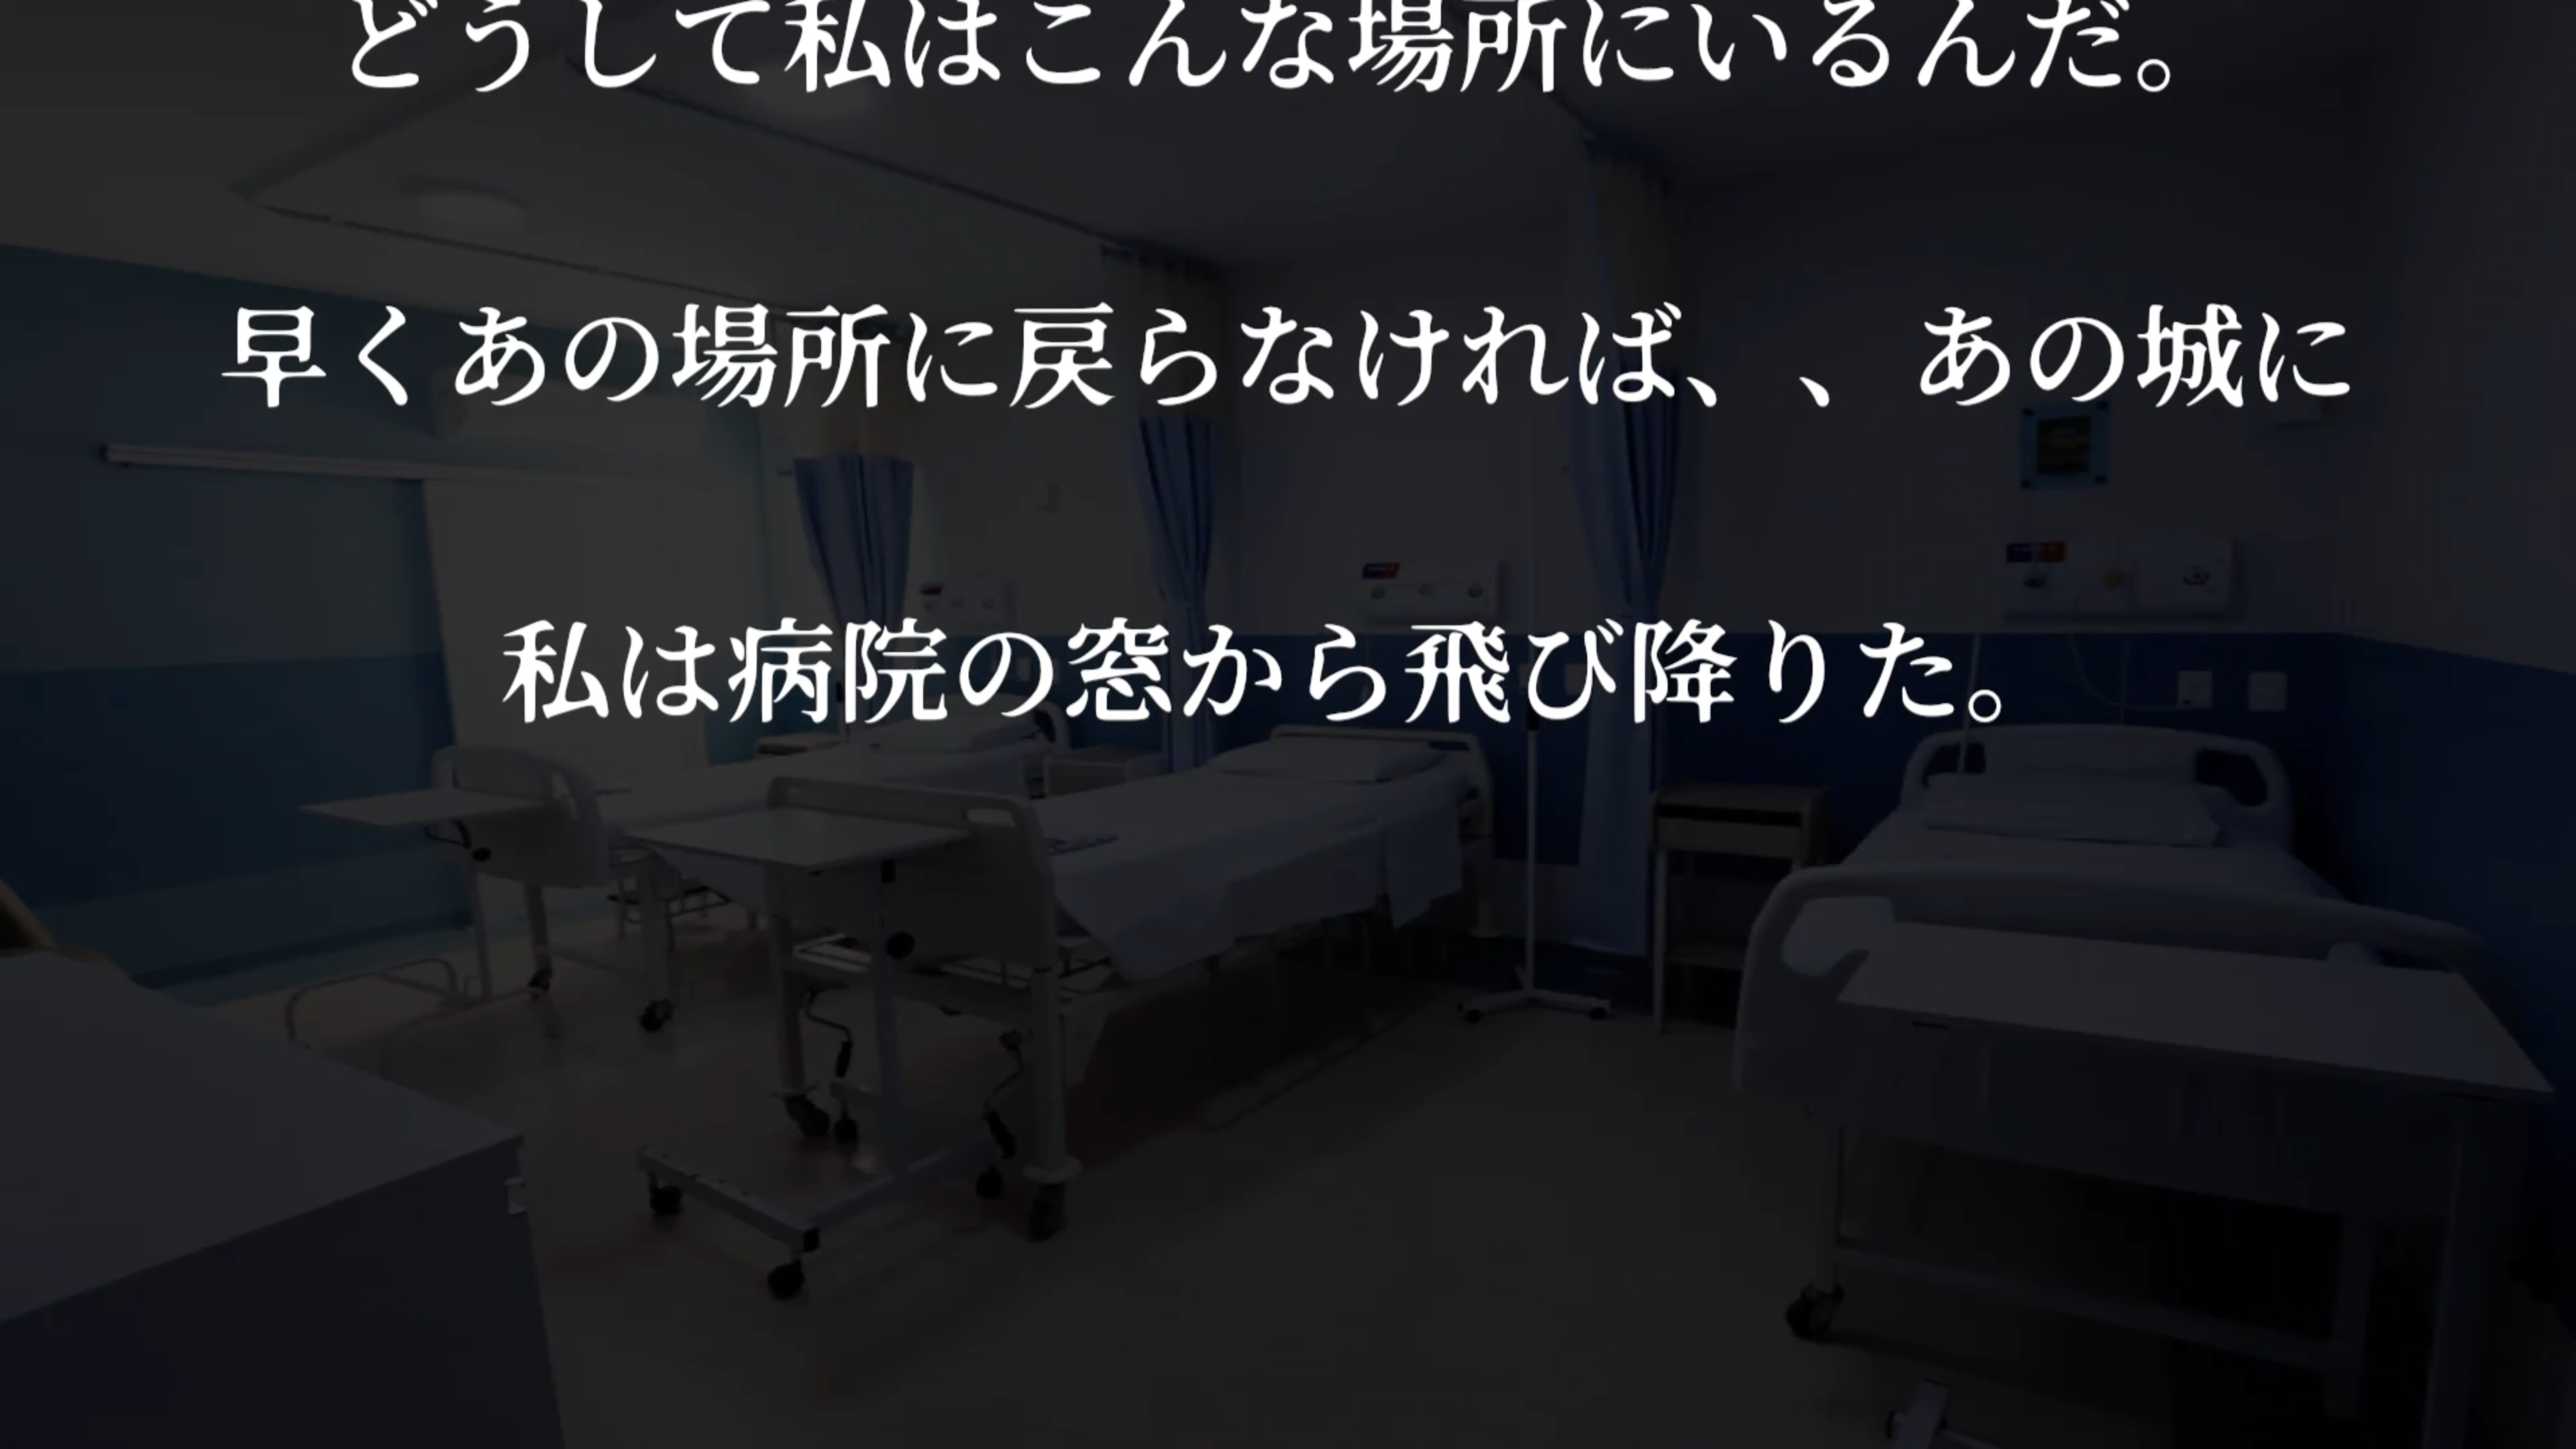 どうして私はこんな場所にいるんだ。
早くあの場所に戻らなければ、、あの城に
私は病院の窓から飛び降りた。